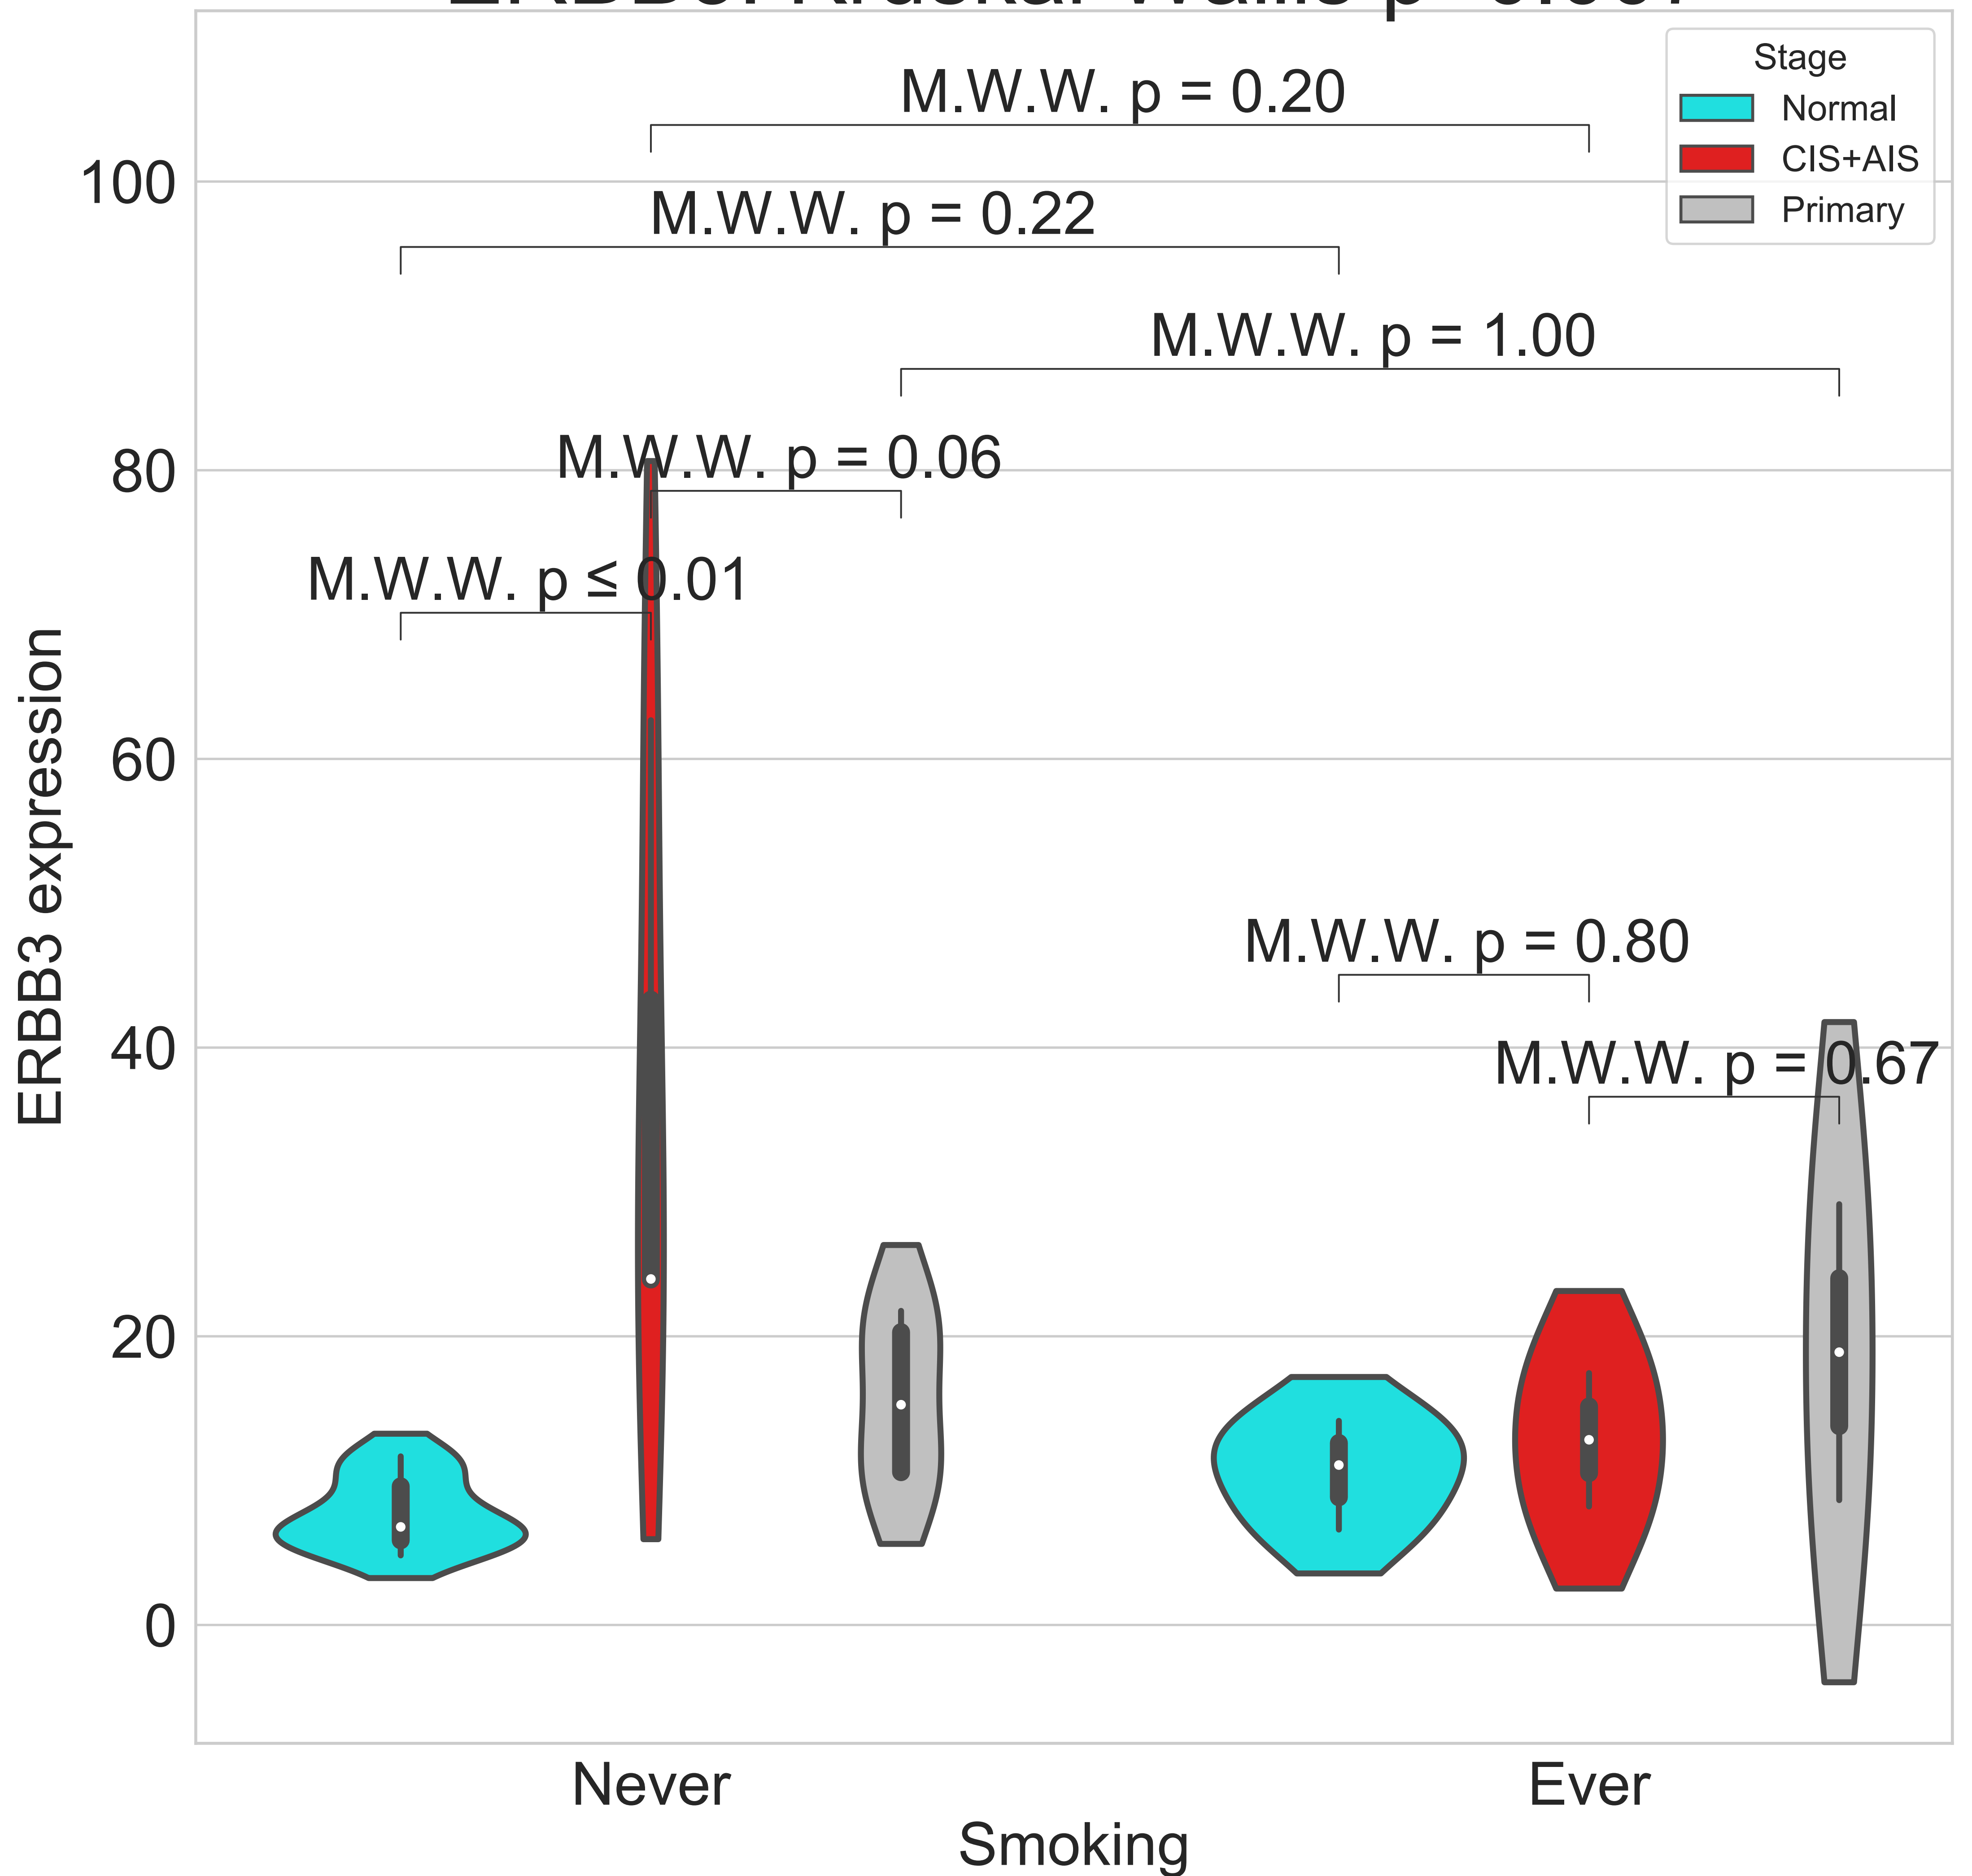 Stage
Normal
CIS+AIS
Primary
M.W.W. p = 0.20
M.W.W. p = 0.22
M.W.W. p = 1.00
M.W.W. p = 0.06
M.W.W. p ≤ 0.01
M.W.W. p = 0.80
M.W.W. p = 0.67
100
80
60
40
20
0
ERBB3 expression
Never
Ever
Smoking